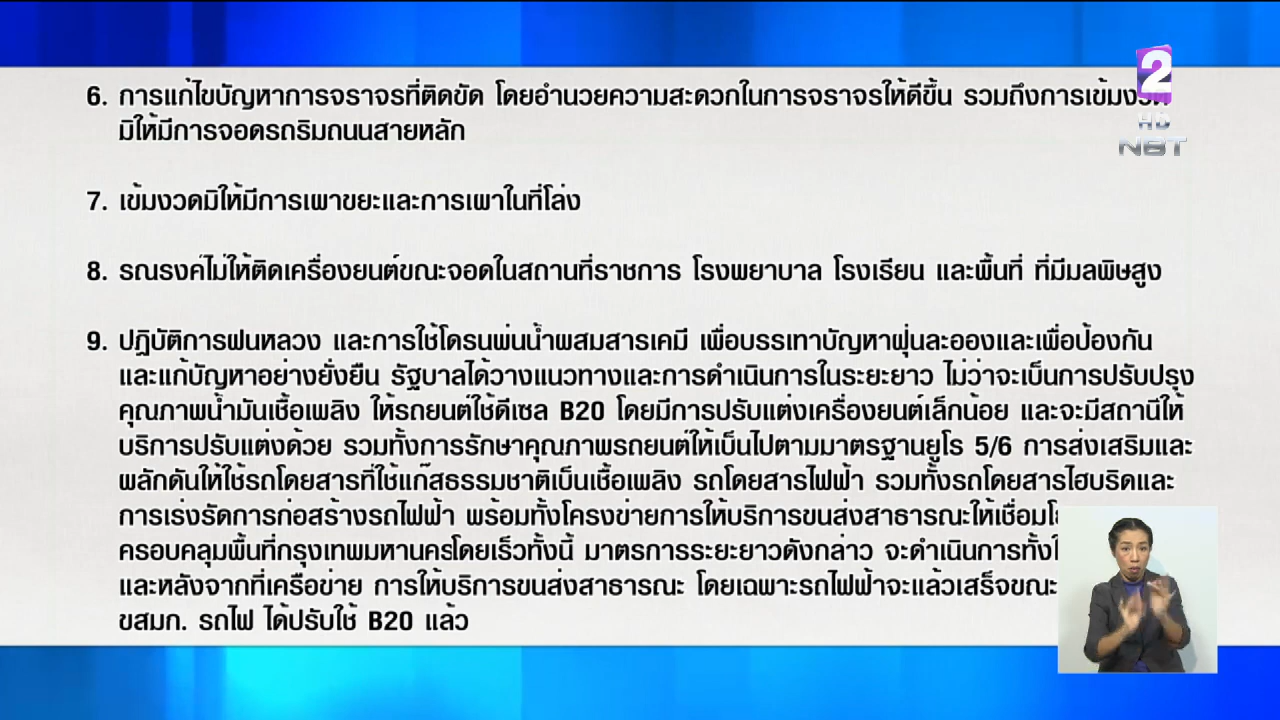 6. การแก้ไขปัญหาการจราจรที่ติดขัด โดยอำนวยความสะดวกในการจราจรให้ดีขึ้น รวมถึงการเข้มงวด
มิให้มีการจอดรถริมถนนสายหลัก
7. เข้มงวดมิให้มีการเผาขยะและการเผาในที่โล่ง
8. รณรงค์ไม่ให้ติดเครื่องยนต์ขณะจอดในสถานที่ราชการ โรงพยาบาล โรงเรียน และพื้นที่ ที่มีมลพิษสูง
9. ปฏิบัติการฝนหลวง และการใช้โดรนพ่นน้ำผสมสารเคมี เพื่อบรรเทาปัญหาฝุ่นละอองและเพื่อป้องกัน
และแก้ปัญหาอย่างยั่งยืน รัฐบาลได้วางแนวทางและการดำเนินการในระยะยาว ไม่ว่าจะเป็นการปรับปรุง
คุณภาพน้ำมันเชื้อเพลิง ให้รถยนต์ใช้ดีเซล B20 โดยมีการปรับแต่งเครื่องยนต์เล็กน้อย และจะมีสถานีให้
บริการปรับแต่งด้วย รวมทั้งการรักษาคุณภาพรถยนต์ให้เป็นไปตามมาตรฐานยูโร 5/6 การส่งเสริมและ
ผลักดันให้ใช้รถโดยสารที่ใช้แก๊สธรรมชาติเป็นเชื้อเพลิง รถโดยสารไฟฟ้า รวมทั้งรถโดยสารไฮบริดและ
การเร่งรัดการก่อสร้างรถไฟฟ้า พร้อมทั้งโครงข่ายการให้บริการขนส่งสาธารณะให้เชื่อม
ครอบคลุมพื้นที่กรุงเทพมหานครโดยเร็วทั้งนี้ มาตรการระยะยาวดังกล่าว จะดำเนินการทั้ง
และหลังจากที่เครือข่าย การให้บริการขนส่งสาธารณะ โดยเฉพาะรถไฟฟ้าจะแล้วเสร็จขณะ
ขสมก. รถไฟ ได้ปรับใช้ B20 แล้ว
2
HD
NBT